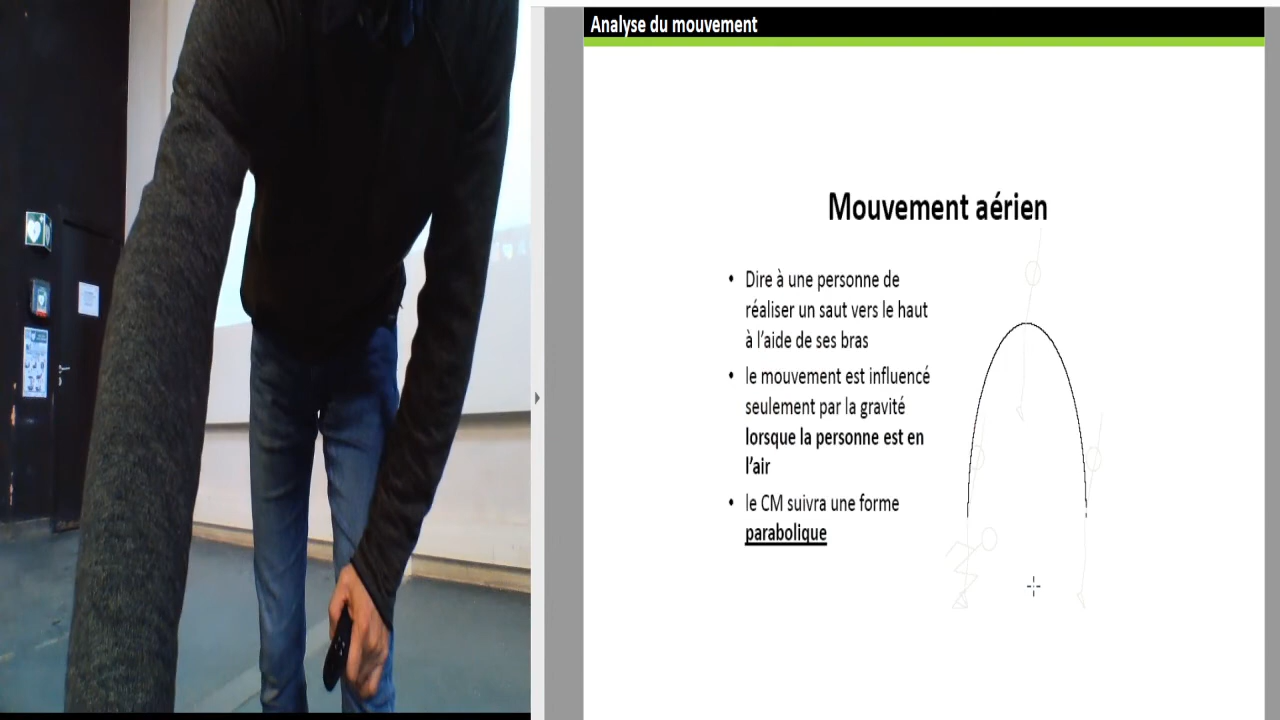 Analyse du mouvement
Mouvement aérien
• Dire à une personne de
réaliser un saut vers le haut
à l'aide de ses bras
• le mouvement est influencé
seulement par la gravité
lorsque la personne est en
l'air
• le CM suivra une forme
parabolique